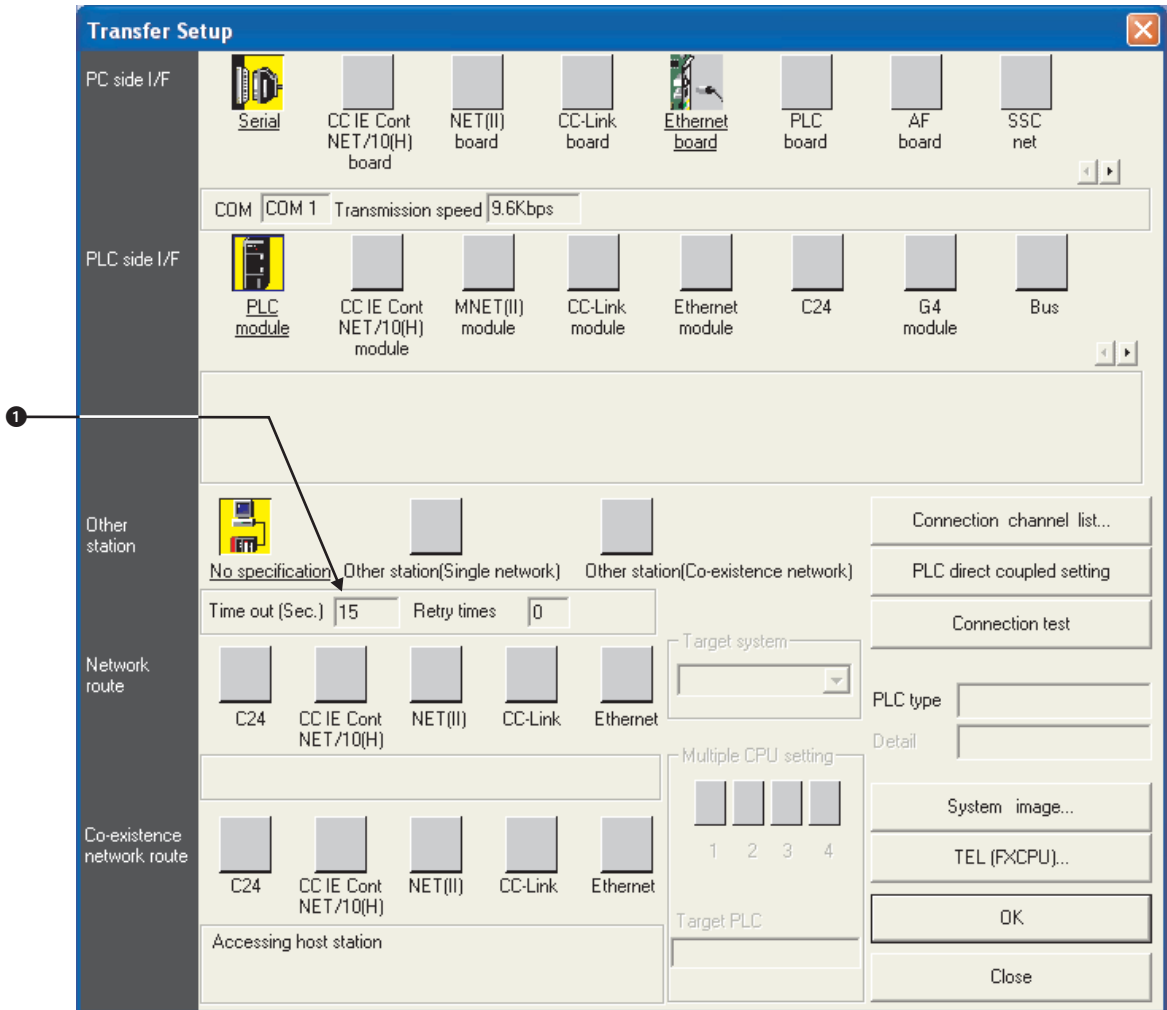 Transfer Setup
PC side I/F
Serial
CC IE Cont
NET/10(H)
board
NET(II)
board
CC-Link
board
Ethernet
board
PLC
board
AF
board
SSC
net
COM COM 1 Transmission speed 9.6Kbps
PLC side I/F
PLC
module
CC IE Cont
NET/10(H)
module
MNET(II)
module
CC-Link
module
Ethernet
module
C24
G4
module
Bus
1
Other
station
No specification
Other station(Single network)
Other station(Co-existence network)
Time out (Sec.) 15 Retry times 0
Connection channel list...
PLC direct coupled setting
Connection test
Network
route
C24
CC IE Cont
NET/10(H)
NET(II)
CC-Link
Ethernet
Target system
PLC type
Detail
Multiple CPU setting
1 2 3 4
Target PLC
System image...
TEL (FXCPU)...
OK
Close
Co-existence
network route
C24
CC IE Cont
NET/10(H)
NET(II)
CC-Link
Ethernet
Accessing host station